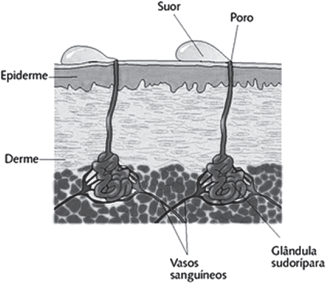 Suor
Poro
Epiderme
Derme
Vasos
sanguíneos
Glândula
sudorípara